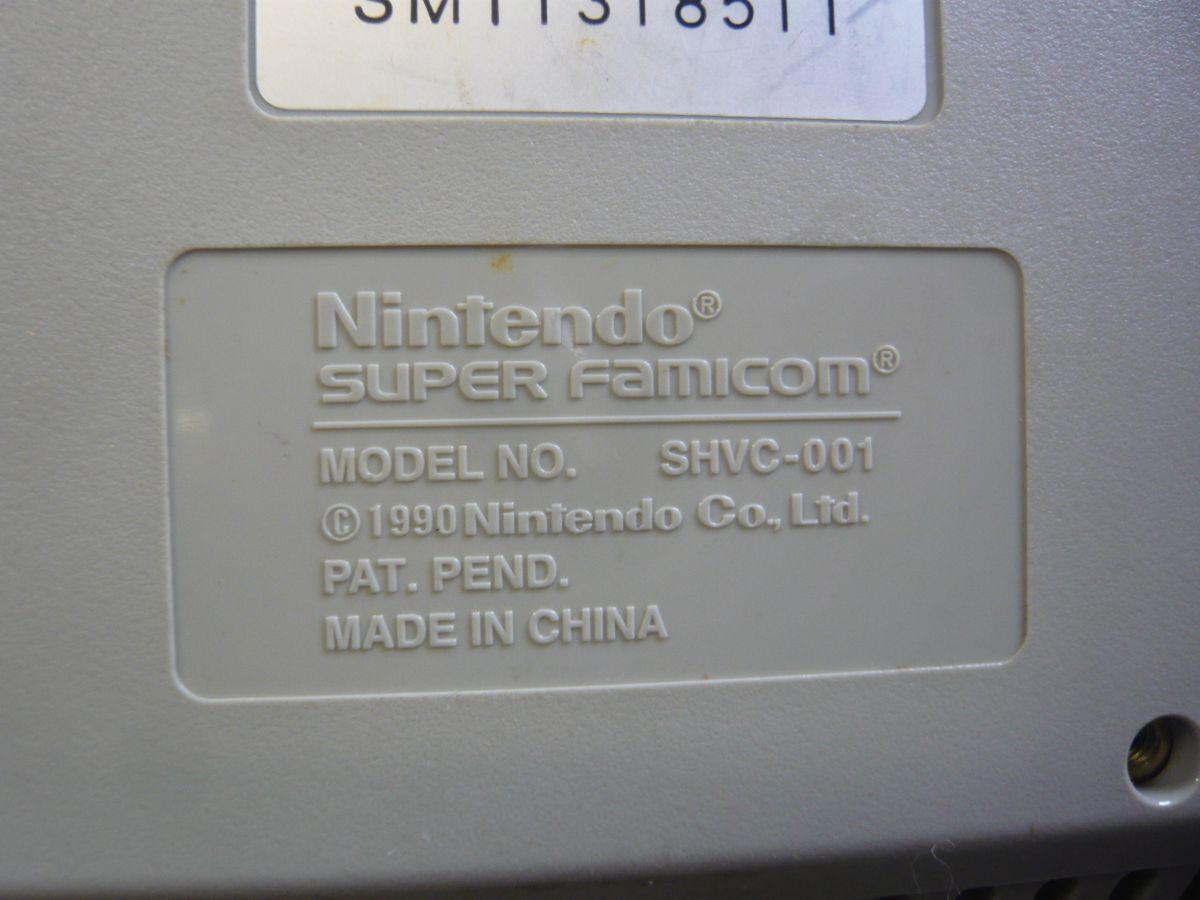 SM11318511
Nintendo®
SUPER Famicom®
MODEL NO. SHVC-001
©1990 Nintendo Co., Ltd.
PAT. PEND.
MADE IN CHINA